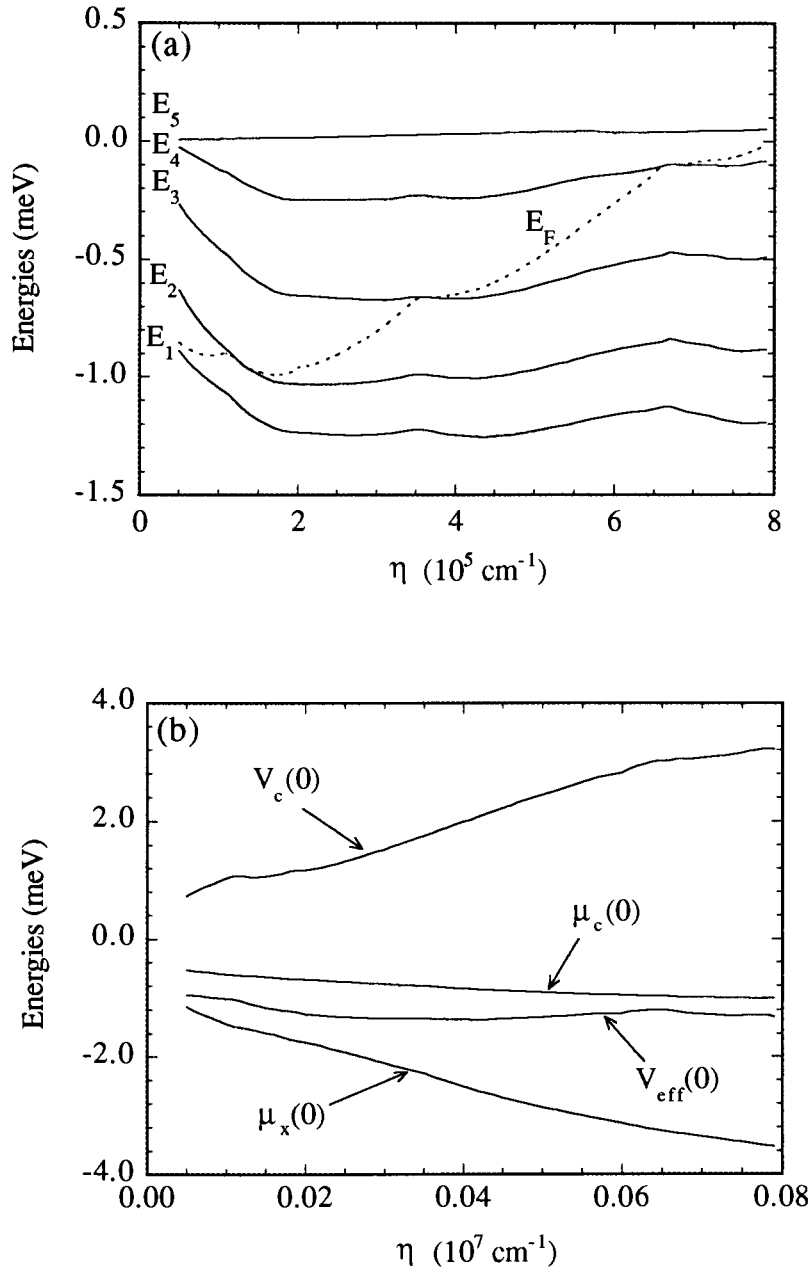 (a)
0.5
0.0
-0.5
-1.0
-1.5
Energies (meV)
E5
E4
E3
E2
E1
EF
0 2 4 6 8
η (10^5 cm^-1)
(b)
4.0
2.0
0.0
-2.0
-4.0
Energies (meV)
Vc(0)
μc(0)
Veff(0)
μx(0)
0.00 0.02 0.04 0.06 0.08
η (10^7 cm^-1)